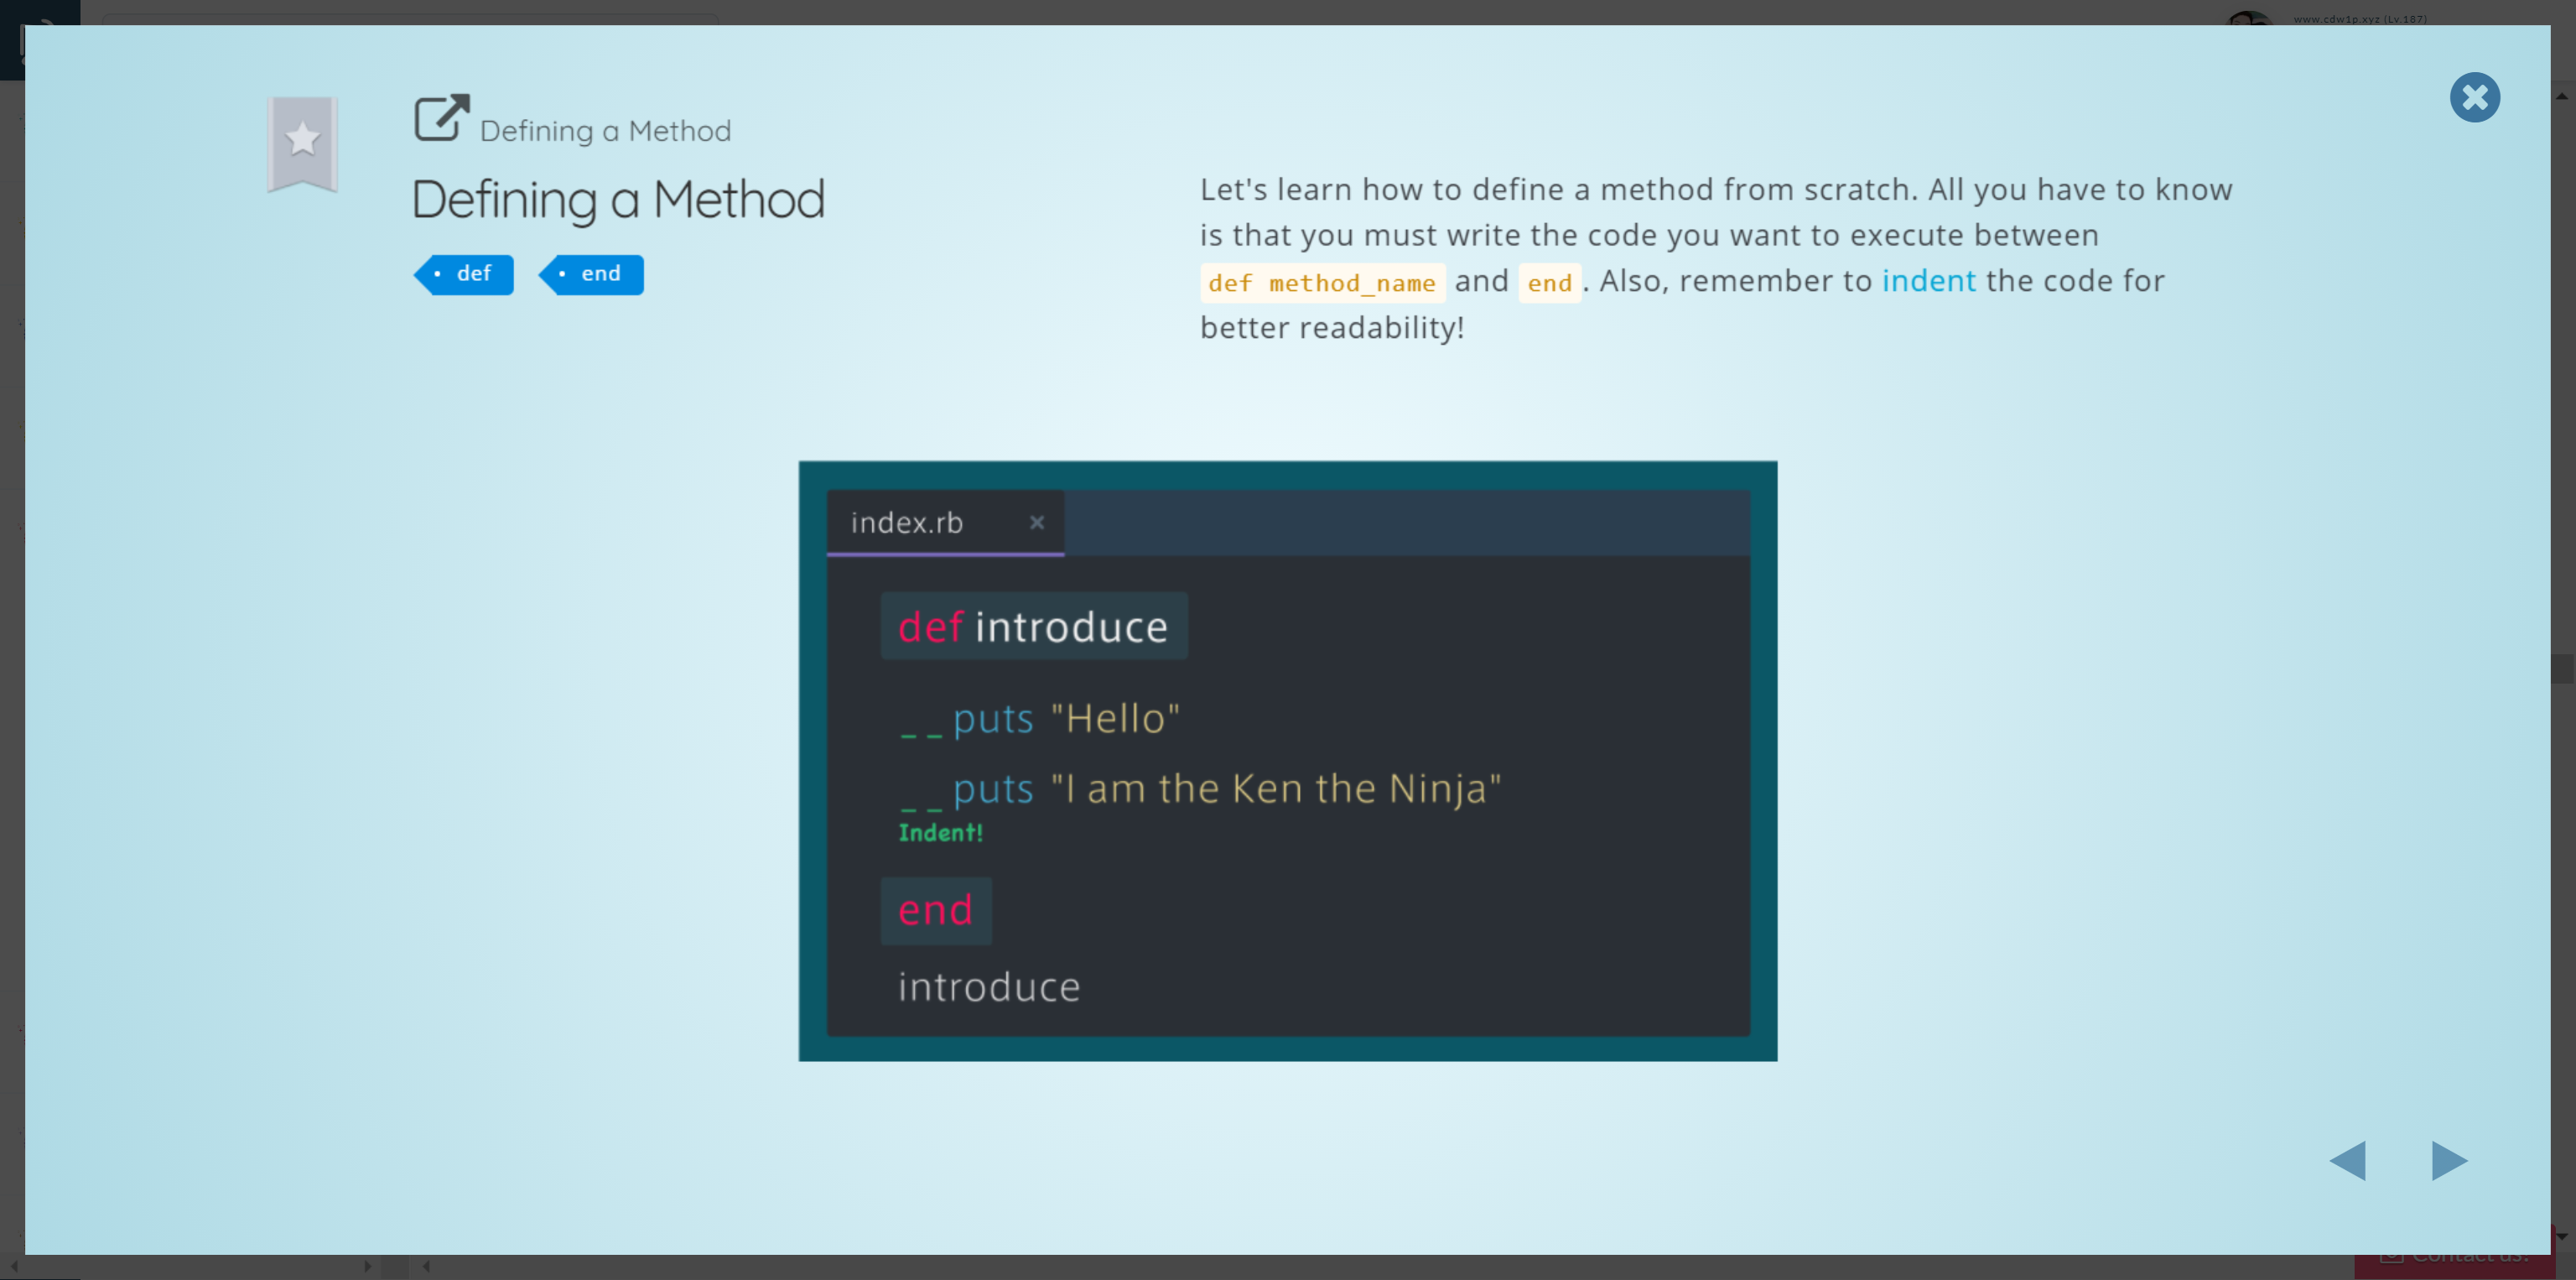 www.cdw1p.xyz (Lv.187)
Defining a Method
Defining a Method
• def • end
Let's learn how to define a method from scratch. All you have to know
is that you must write the code you want to execute between
def method_name and end. Also, remember to indent the code for
better readability!
index.rb ×
def introduce
_ _ puts "Hello"
_ _ puts "I am the Ken the Ninja"
Indent!
end
introduce
Contact us!